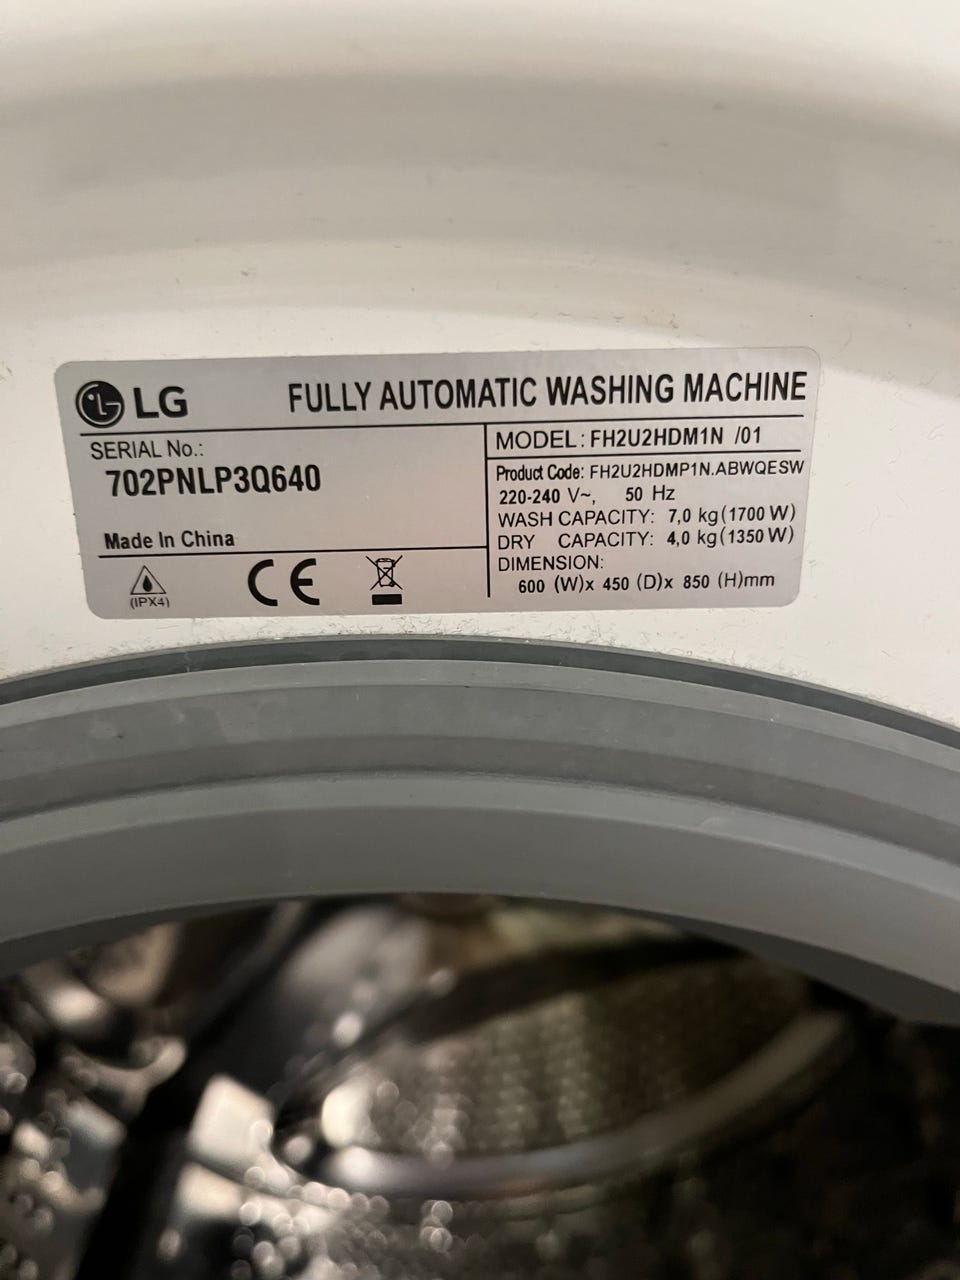 LG FULLY AUTOMATIC WASHING MACHINE
SERIAL No.:
702PNLP3Q640
Made In China
(IPX4)
CE
MODEL : FH2U2HDM1N /01
Product Code: FH2U2HDMP1N.ABWQESW
220-240 V~, 50 Hz
WASH CAPACITY: 7,0 kg(1700 W)
DRY CAPACITY: 4,0 kg(1350 W)
DIMENSION:
600 (W)x 450 (D)x 850 (H)mm